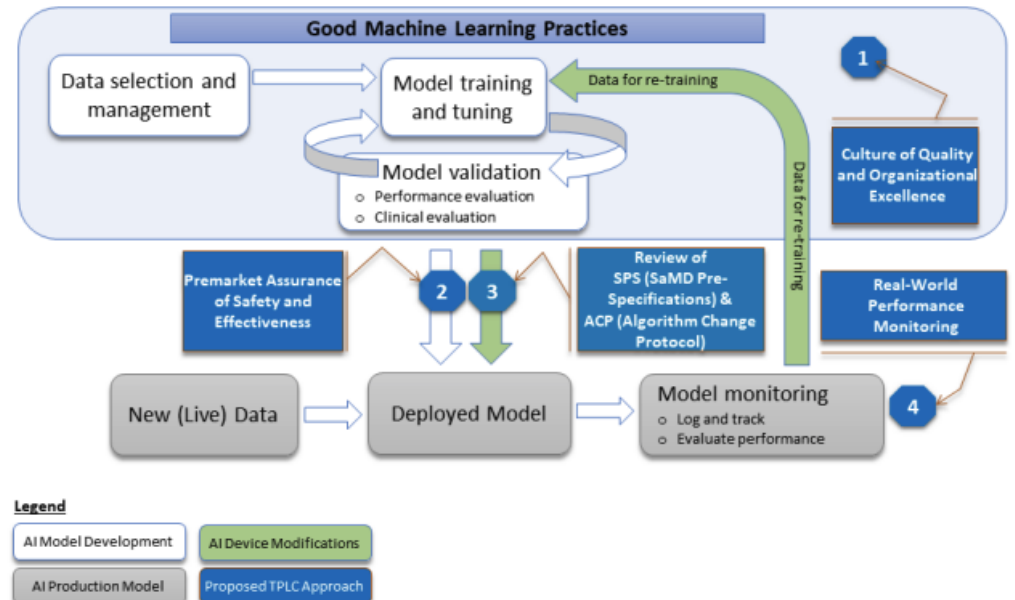 Good Machine Learning Practices
Data selection and
management
Model training
and tuning
Data for re-training
1
Culture of Quality
and Organizational
Excellence
Model validation
o Performance evaluation
o Clinical evaluation
Data for re-training
Premarket Assurance
of Safety and
Effectiveness
2
3
Review of
SPS (SaMD Pre-
Specifications) &
ACP (Algorithm Change
Protocol)
Real-World
Performance
Monitoring
New (Live) Data
Deployed Model
Model monitoring
o Log and track
o Evaluate performance
4
Legend
AI Model Development
AI Device Modifications
AI Production Model
Proposed TPLC Approach